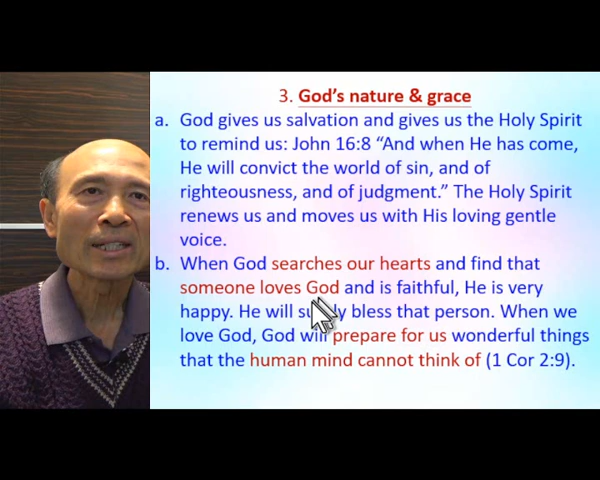 3. God's nature & grace
a. God gives us salvation and gives us the Holy Spirit
to remind us: John 16:8 “And when He has come,
He will convict the world of sin, and of
righteousness, and of judgment.” The Holy Spirit
renews us and moves us with His loving gentle
voice.
b. When God searches our hearts and find that
someone loves God and is faithful, He is very
happy. He will surely bless that person. When we
love God, God will prepare for us wonderful things
that the human mind cannot think of (1 Cor 2:9).